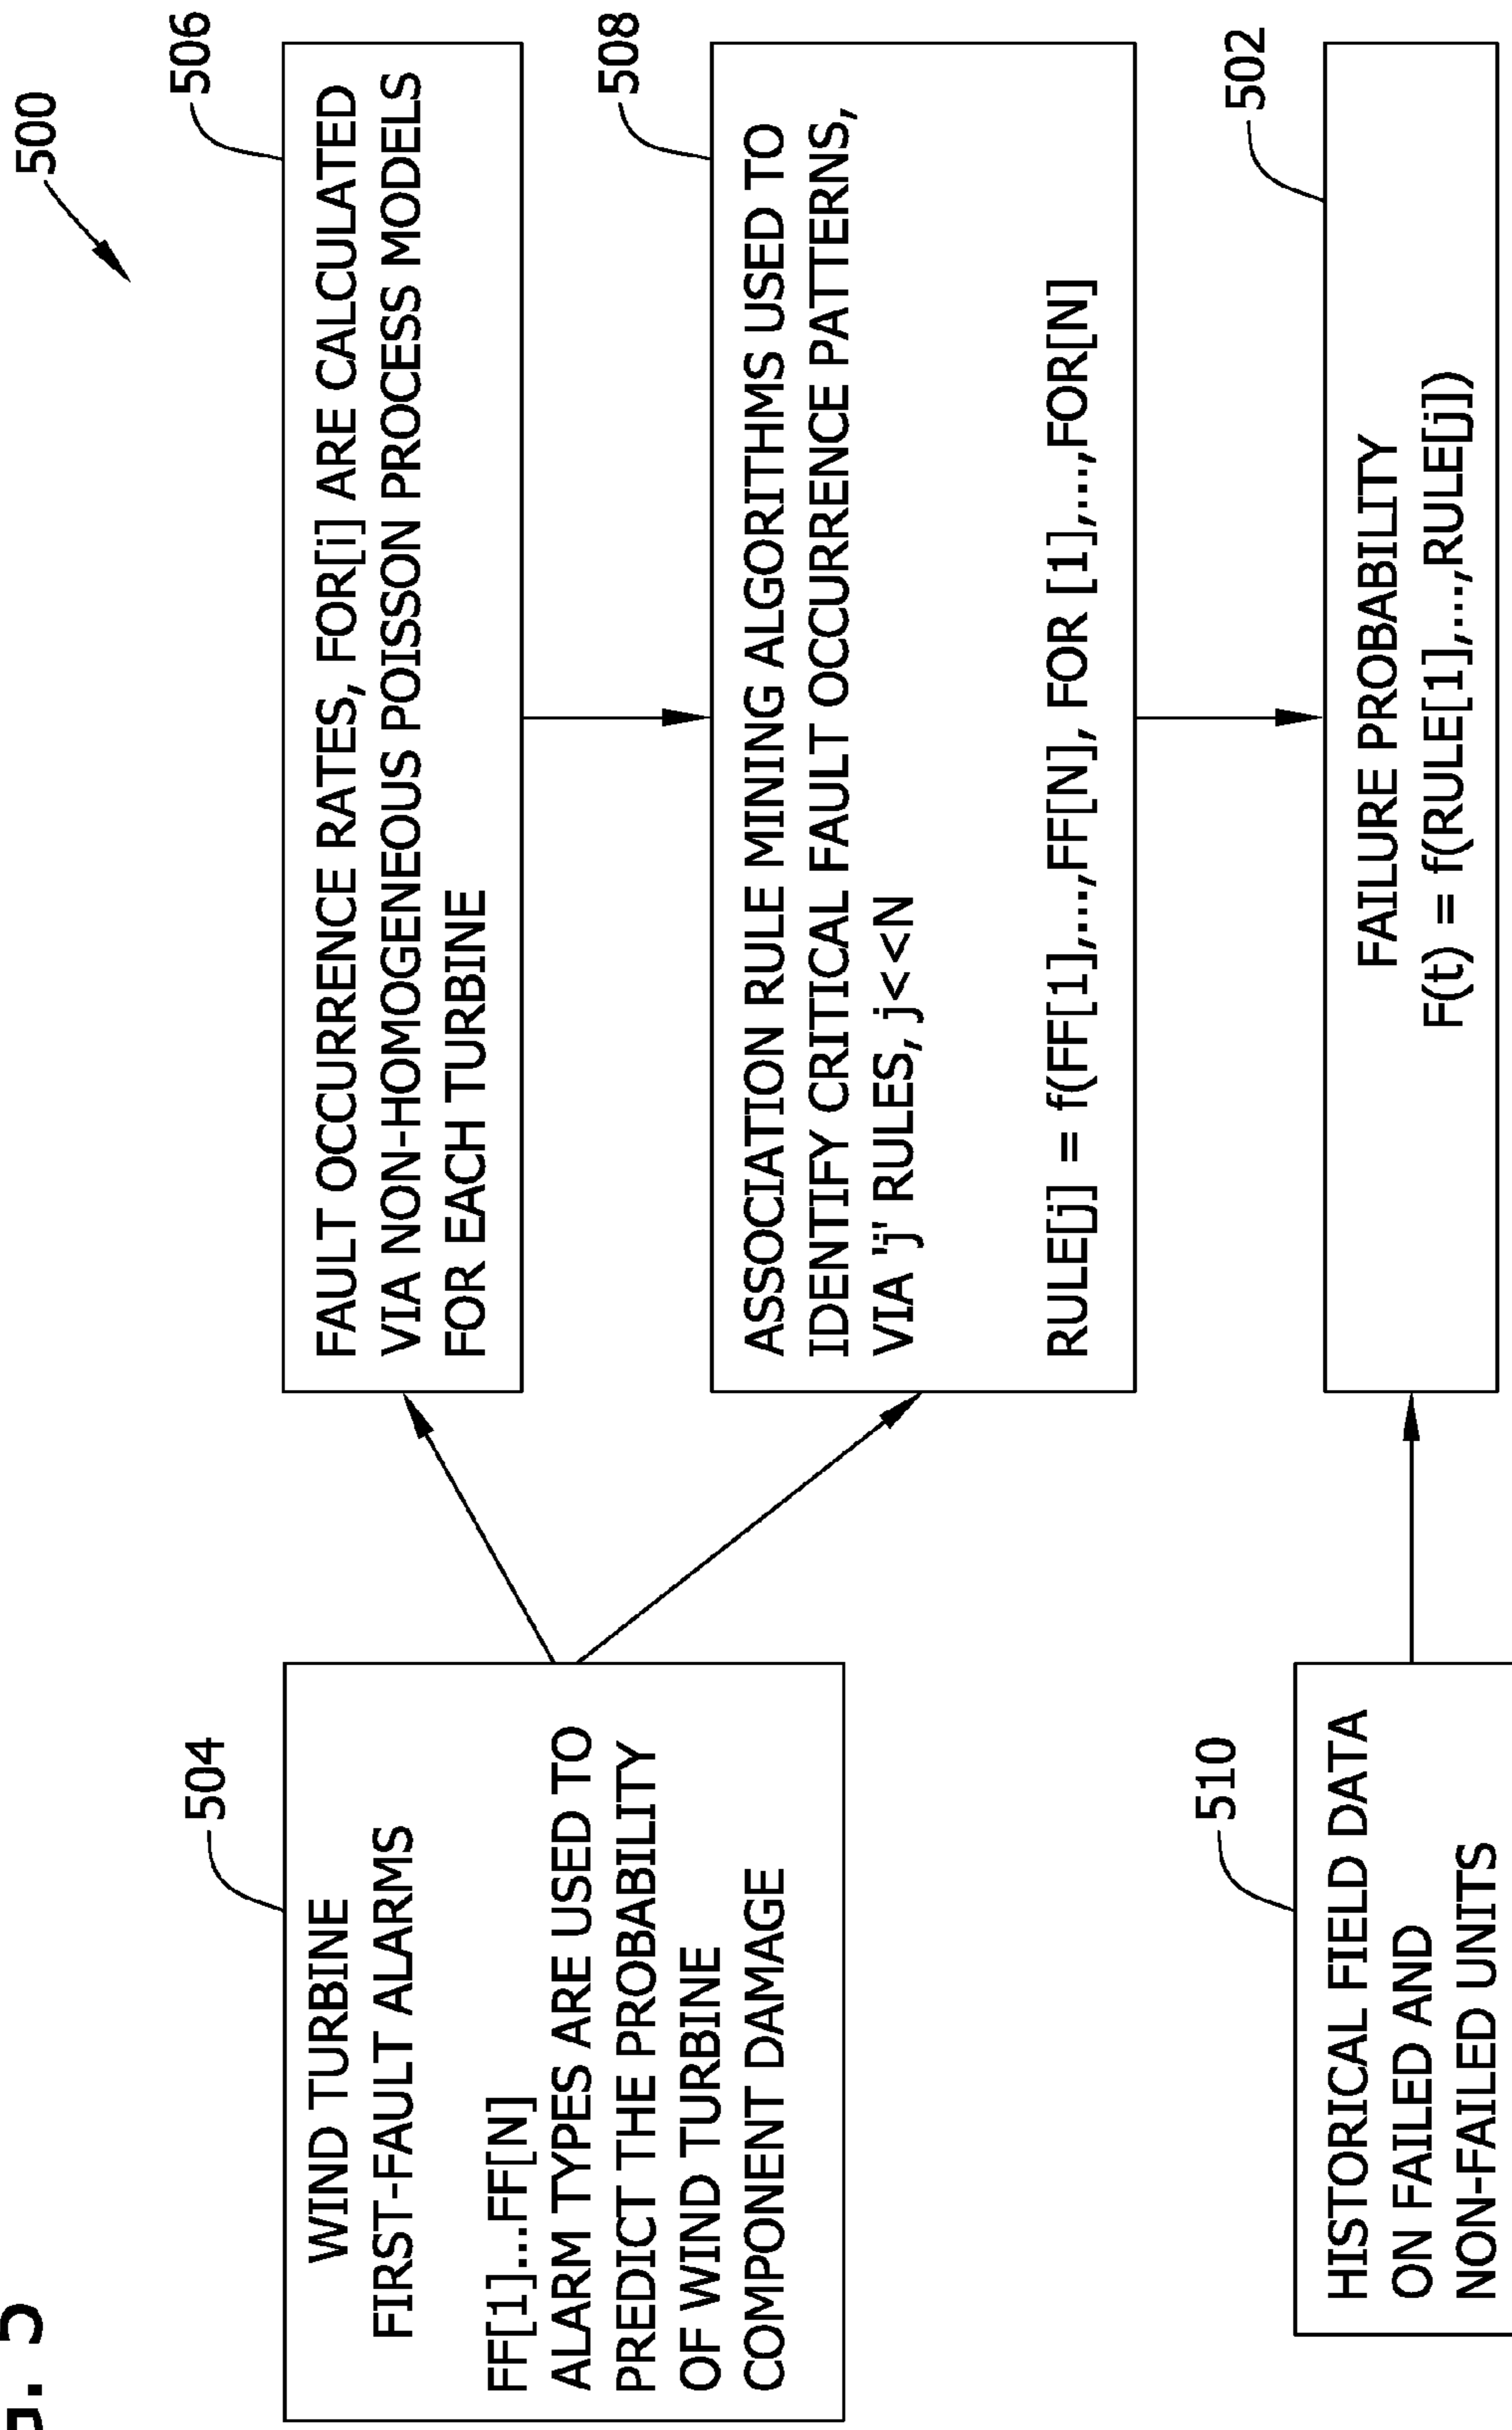 500
504
WIND TURBINE
FIRST-FAULT ALARMS
FF[1]...FF[N]
ALARM TYPES ARE USED TO
PREDICT THE PROBABILITY
OF WIND TURBINE
COMPONENT DAMAGE
506
FAULT OCCURRENCE RATES, FOR[i] ARE CALCULATED
VIA NON-HOMOGENEOUS POISSON PROCESS MODELS
FOR EACH TURBINE
508
ASSOCIATION RULE MINING ALGORITHMS USED TO
IDENTIFY CRITICAL FAULT OCCURRENCE PATTERNS,
VIA 'j' RULES, j<<N
RULE[j] = f(FF[1],...,FF[N], FOR [1],...,FOR[N]
510
HISTORICAL FIELD DATA
ON FAILED AND
NON-FAILED UNITS
502
FAILURE PROBABILITY
F(t) = f(RULE[1],...,RULE[j])
5